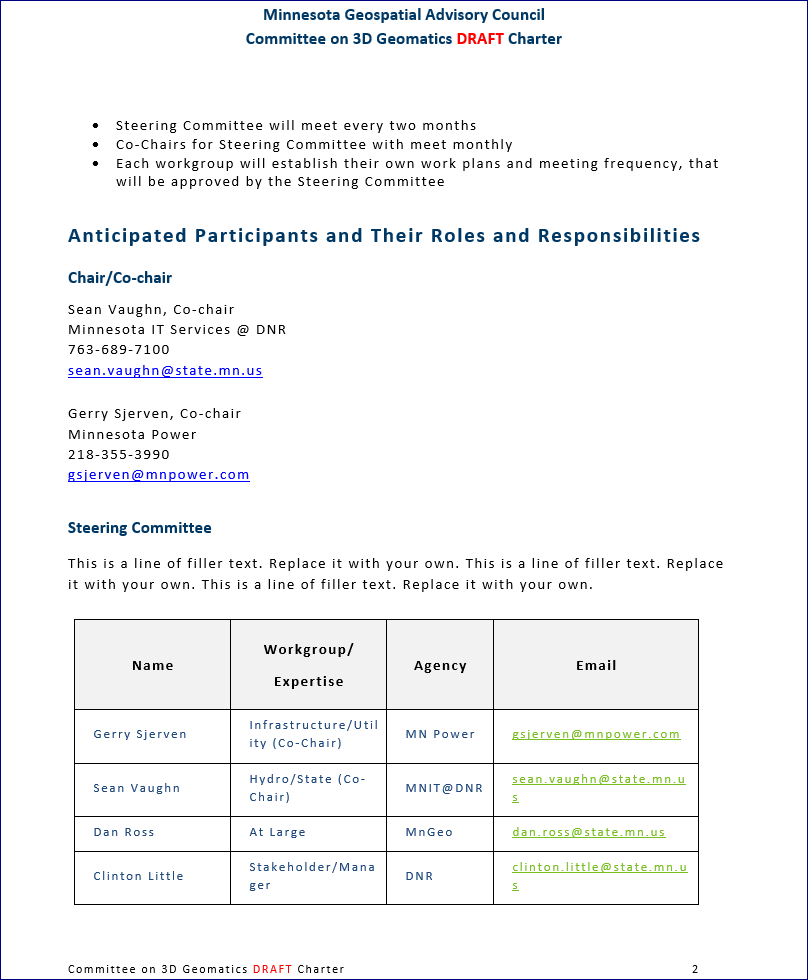 Minnesota Geospatial Advisory Council
Committee on 3D Geomatics DRAFT Charter
• Steering Committee will meet every two months
• Co-Chairs for Steering Committee with meet monthly
• Each workgroup will establish their own work plans and meeting frequency, that
will be approved by the Steering Committee
Anticipated Participants and Their Roles and Responsibilities
Chair/Co-chair
Sean Vaughn, Co-chair
Minnesota IT Services @ DNR
763-689-7100
sean.vaughn@state.mn.us
Gerry Sjerven, Co-chair
Minnesota Power
218-355-3990
gsjerven@mnpower.com
Steering Committee
This is a line of filler text. Replace it with your own. This is a line of filler text. Replace
it with your own. This is a line of filler text. Replace it with your own.
Name
Workgroup/
Expertise
Agency
Email
Gerry Sjerven
Infrastructure/Util
ity (Co-Chair)
MN Power
gsjerven@mnpower.com
Sean Vaughn
Hydro/State (Co-
Chair)
MNIT@DNR
sean.vaughn@state.mn.u
s
Dan Ross
At Large
MnGeo
dan.ross@state.mn.us
Clinton Little
Stakeholder/Mana
ger
DNR
clinton.little@state.mn.u
s
Committee on 3D Geomatics DRAFT Charter 2